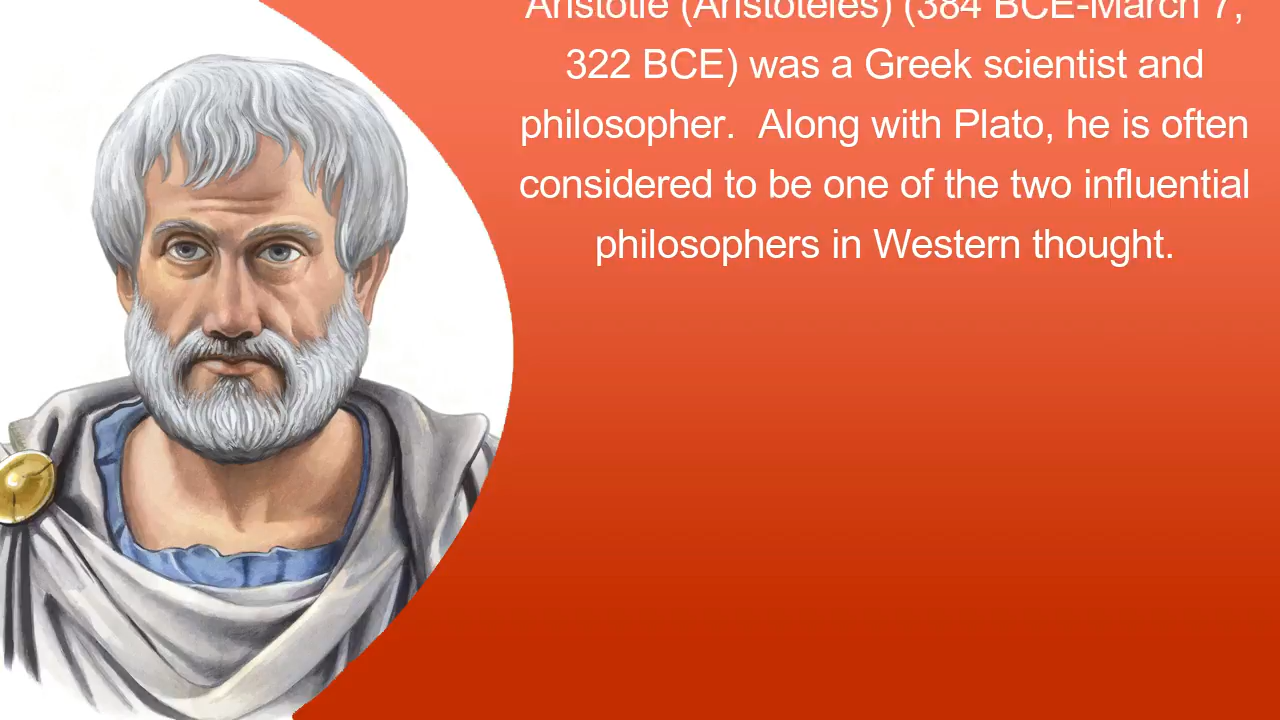 Aristotle (Aristoteles) (384 BCE-March 7,
322 BCE) was a Greek scientist and
philosopher.  Along with Plato, he is often
considered to be one of the two influential
philosophers in Western thought.